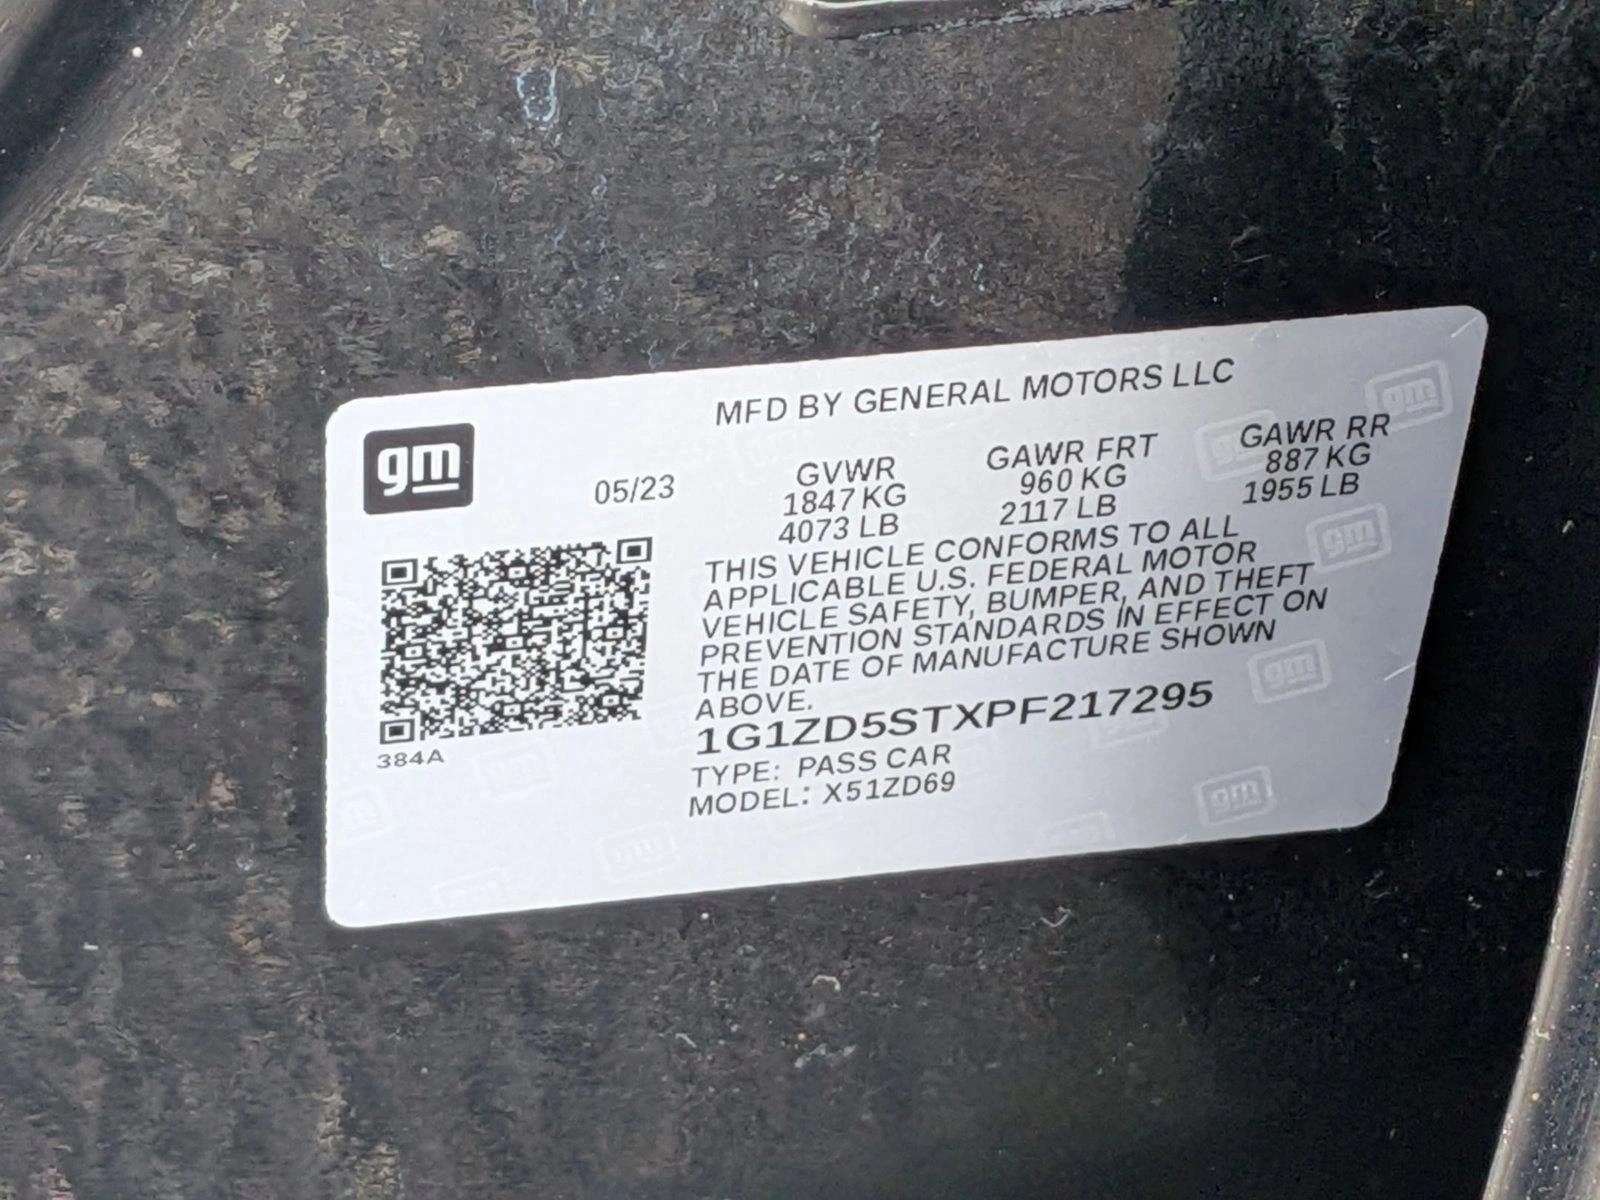 MFD BY GENERAL MOTORS LLC
gm
05/23
GVWR
1847 KG
4073 LB
GAWR FRT
960 KG
2117 LB
GAWR RR
887 KG
1955 LB
THIS VEHICLE CONFORMS TO ALL
APPLICABLE U.S. FEDERAL MOTOR
VEHICLE SAFETY, BUMPER, AND THEFT
PREVENTION STANDARDS IN EFFECT ON
THE DATE OF MANUFACTURE SHOWN
ABOVE.
1G1ZD5STXPF217295
TYPE: PASS CAR
MODEL: X51ZD69
384A